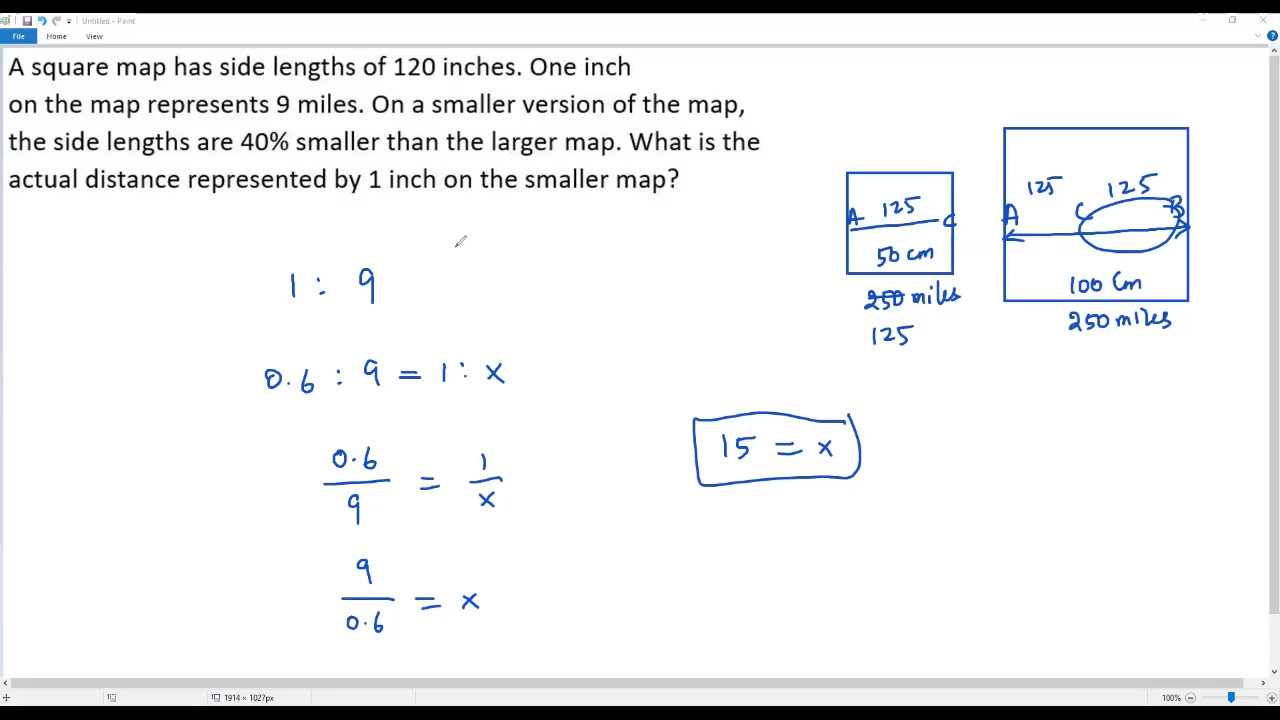 Untitled - Paint
File Home View
A square map has side lengths of 120 inches. One inch
on the map represents 9 miles. On a smaller version of the map,
the side lengths are 40% smaller than the larger map. What is the
actual distance represented by 1 inch on the smaller map?
1 : 9
0.6 : 9 = 1 : x
0.6 / 9 = 1 / x
9 / 0.6 = x
15 = x
A 125 C
50 cm
250 miles
125
125 125
A C B
100 Cm
250 miles
1914 × 1027px 100%